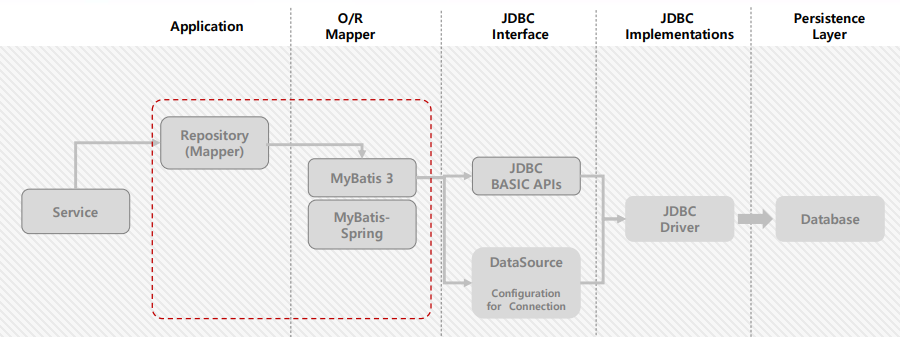 Application
O/R
Mapper
JDBC
Interface
JDBC
Implementations
Persistence
Layer
Repository
(Mapper)
Service
MyBatis 3
MyBatis-
Spring
JDBC
BASIC APIs
DataSource
Configuration
for Connection
JDBC
Driver
Database